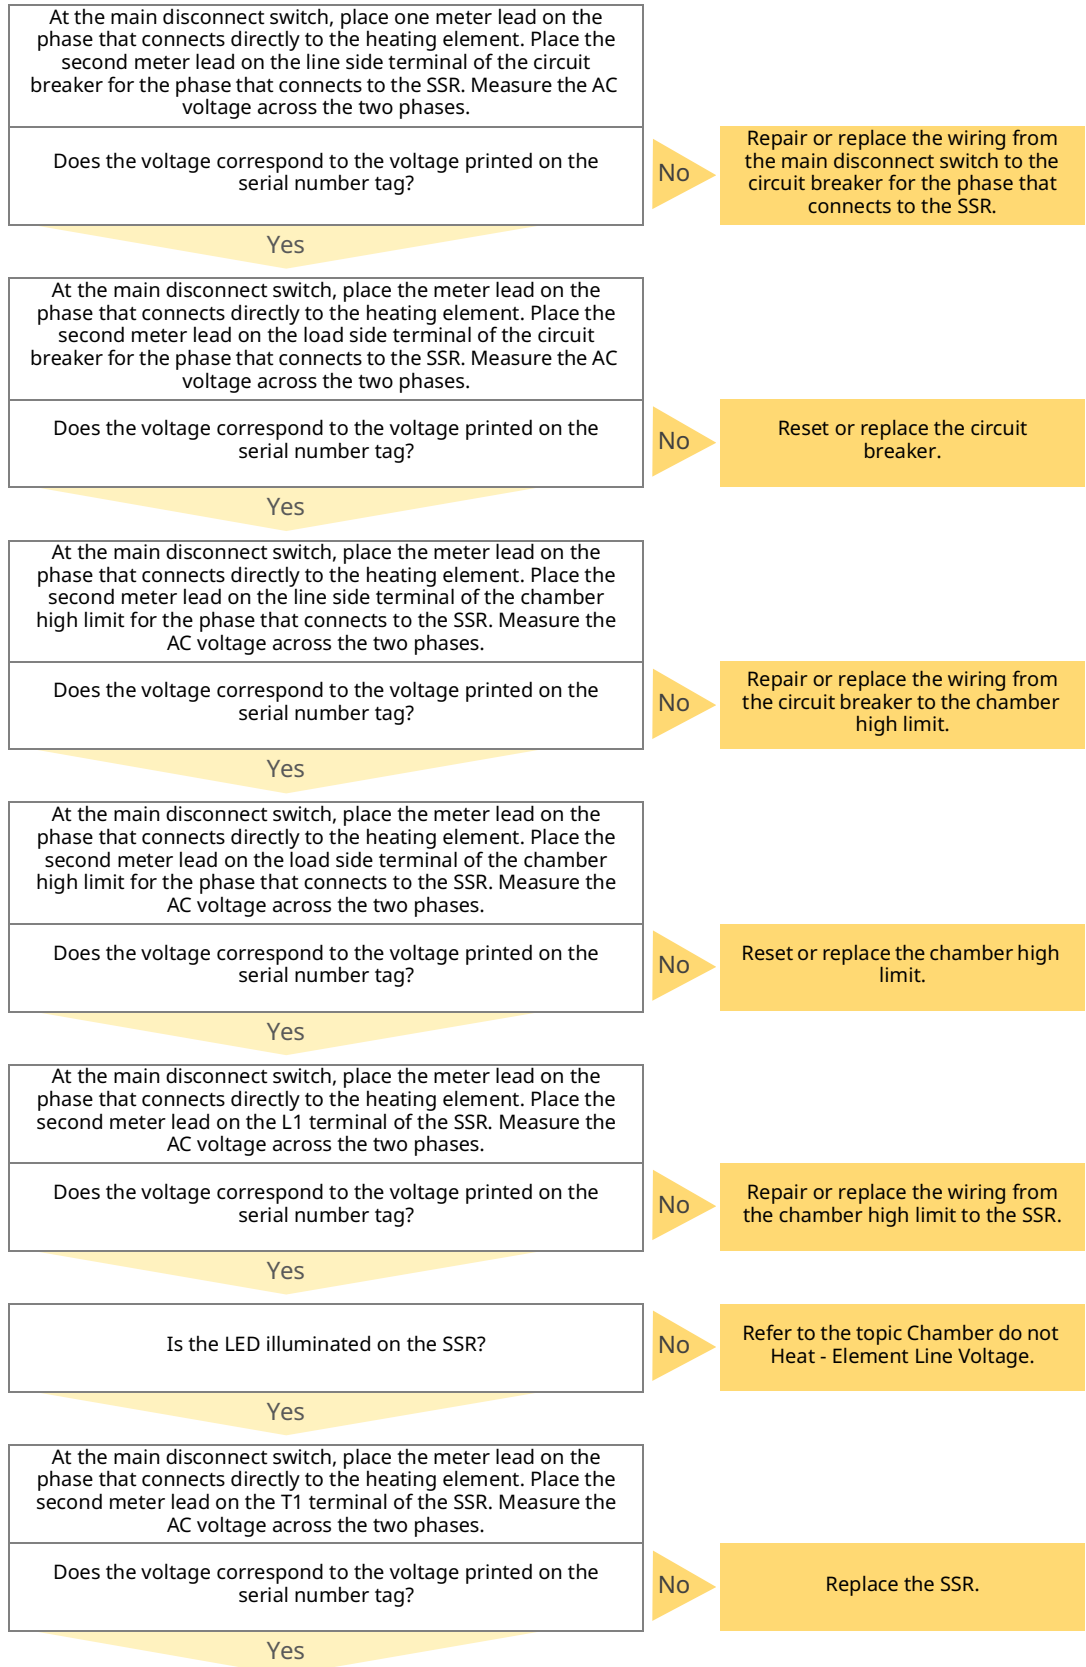 At the main disconnect switch, place one meter lead on the
phase that connects directly to the heating element. Place the
second meter lead on the line side terminal of the circuit
breaker for the phase that connects to the SSR. Measure the AC
voltage across the two phases.
Does the voltage correspond to the voltage printed on the
serial number tag?
No
Repair or replace the wiring from
the main disconnect switch to the
circuit breaker for the phase that
connects to the SSR.
Yes
At the main disconnect switch, place the meter lead on the
phase that connects directly to the heating element. Place the
second meter lead on the load side terminal of the circuit
breaker for the phase that connects to the SSR. Measure the AC
voltage across the two phases.
Does the voltage correspond to the voltage printed on the
serial number tag?
No
Reset or replace the circuit
breaker.
Yes
At the main disconnect switch, place the meter lead on the
phase that connects directly to the heating element. Place the
second meter lead on the line side terminal of the chamber
high limit for the phase that connects to the SSR. Measure the
AC voltage across the two phases.
Does the voltage correspond to the voltage printed on the
serial number tag?
No
Repair or replace the wiring from
the circuit breaker to the chamber
high limit.
Yes
At the main disconnect switch, place the meter lead on the
phase that connects directly to the heating element. Place the
second meter lead on the load side terminal of the chamber
high limit for the phase that connects to the SSR. Measure the
AC voltage across the two phases.
Does the voltage correspond to the voltage printed on the
serial number tag?
No
Reset or replace the chamber high
limit.
Yes
At the main disconnect switch, place the meter lead on the
phase that connects directly to the heating element. Place the
second meter lead on the L1 terminal of the SSR. Measure the
AC voltage across the two phases.
Does the voltage correspond to the voltage printed on the
serial number tag?
No
Repair or replace the wiring from
the chamber high limit to the SSR.
Yes
Is the LED illuminated on the SSR?
No
Refer to the topic Chamber do not
Heat - Element Line Voltage.
Yes
At the main disconnect switch, place the meter lead on the
phase that connects directly to the heating element. Place the
second meter lead on the T1 terminal of the SSR. Measure the
AC voltage across the two phases.
Does the voltage correspond to the voltage printed on the
serial number tag?
No
Replace the SSR.
Yes